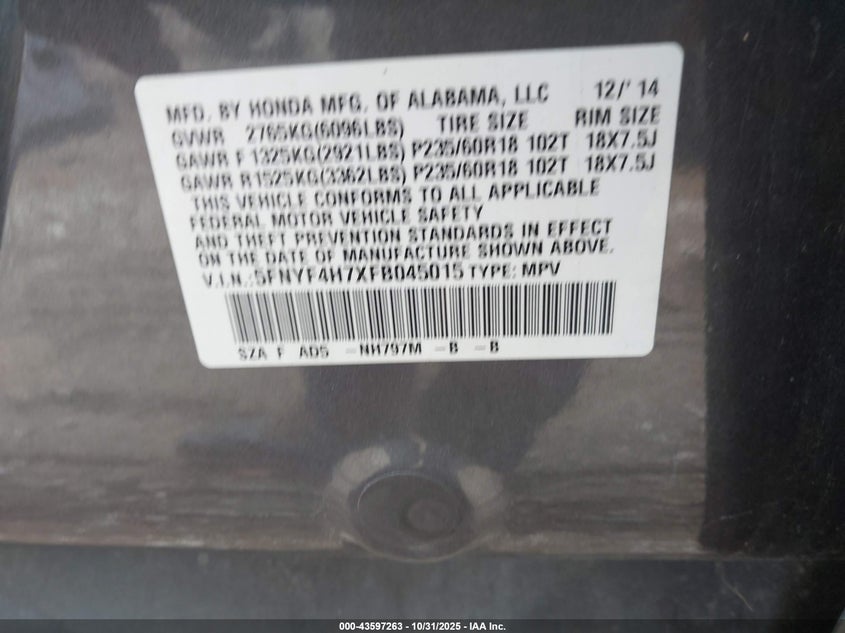 MFD. BY HONDA MFG. OF ALABAMA, LLC 12/'14
GVWR 2765KG(6096LBS) TIRE SIZE RIM SIZE
GAWR F 1325KG(2921LBS) P235/60R18 102T 18X7.5J
GAWR R1525KG(3362LBS) P235/60R18 102T 18X7.5J
THIS VEHICLE CONFORMS TO ALL APPLICABLE
FEDERAL MOTOR VEHICLE SAFETY
AND THEFT PREVENTION STANDARDS IN EFFECT
ON THE DATE OF MANUFACTURE SHOWN ABOVE.
V.I.N.:5FNYF4H7XFB045015 TYPE: MPV
SZA F AD5 -NH797M -B -B
000-43597263 - 10/31/2025 - IAA Inc.